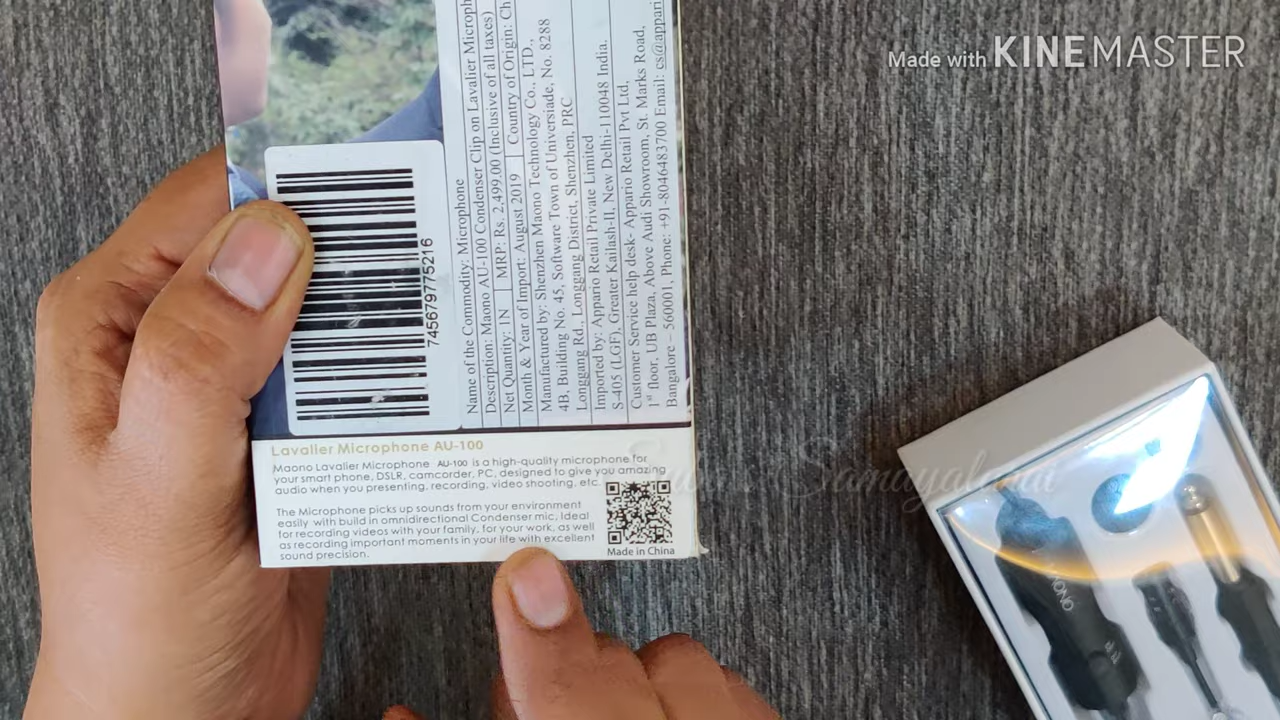 Made with KINEMASTER
Name of the Commodity: Microphone
Description: Maono AU-100 Condenser Clip on Lavalier Microph
Net Quantity: 1N MRP: Rs. 2,499.00 (Inclusive of all taxes)
Month & Year of Import: August 2019 Country of Origin: Ch
Manufactured by: Shenzhen Maono Technology Co., LTD.,
4B, Building No. 45, Software Town of Universiade, No. 8288
Longgang Rd., Longgang District, Shenzhen, PRC
Imported by: Appario Retail Private Limited
S-405 (LGF), Greater Kailash-II, New Delhi-110048 India.
Customer Service help desk- Appario Retail Pvt Ltd,
1st floor, UB Plaza, Above Audi Showroom, St. Marks Road,
Bangalore – 560001, Phone: +91-8046483700 Email: cs@appari
745679775216
Lavalier Microphone AU-100
Maono Lavalier Microphone AU-100 is a high-quality microphone for
your smart phone, DSLR, camcorder, PC, designed to give you amazing
audio when you presenting, recording, video shooting, etc.
The Microphone picks up sounds from your environment
easily with build in omnidirectional Condenser mic, Ideal
for recording videos with your family, for your work, as well
as recording important moments in your life with excellent
sound precision.
Made in China
Samayalarai